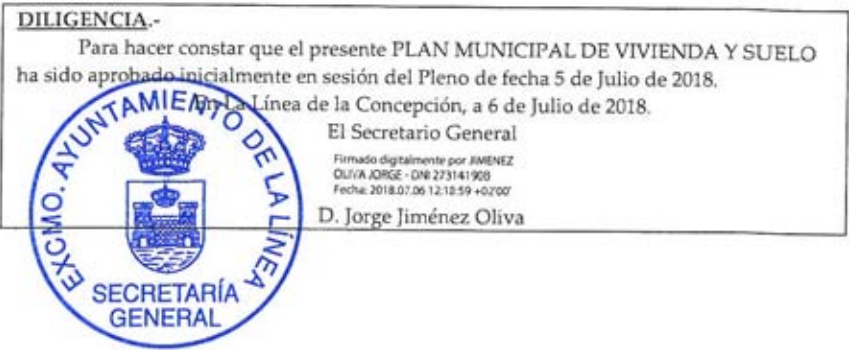 DILIGENCIA.-
Para hacer constar que el presente PLAN MUNICIPAL DE VIVIENDA Y SUELO
ha sido aprobado inicialmente en sesión del Pleno de fecha 5 de Julio de 2018.
En La Línea de la Concepción, a 6 de Julio de 2018.
El Secretario General
Firmado digitalmente por JIMENEZ
OLIVA JORGE - DNI 27314190B
Fecha: 2018.07.06 12:10:59 +02'00'
D. Jorge Jiménez Oliva
EXCMO. AYUNTAMIENTO DE LA LÍNEA
SECRETARÍA
GENERAL